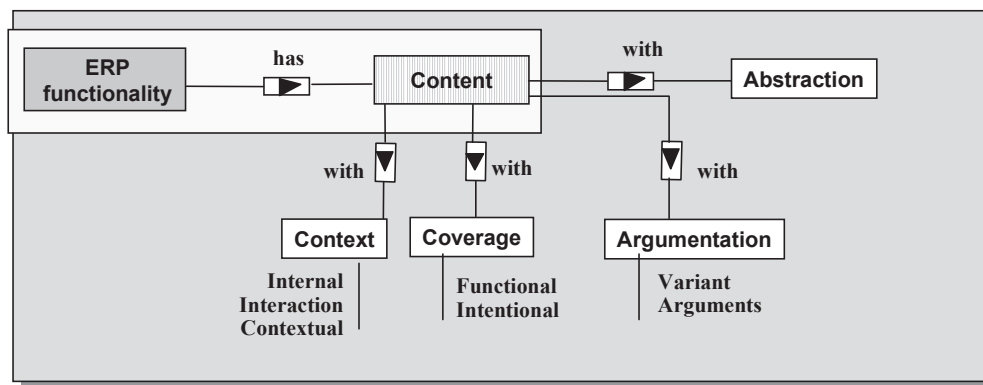 has
with
ERP
functionality
Content
Abstraction
with
with
with
Context
Coverage
Argumentation
Internal
Interaction
Contextual
Functional
Intentional
Variant
Arguments